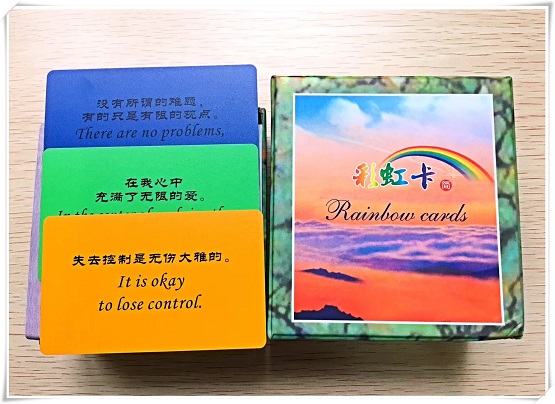 没有所谓的难题，
有的只是有限的观点。
There are no problems,
在我心中
充满了无限的爱。
失去控制是无伤大雅的。
It is okay
to lose control.
彩虹卡
Rainbow cards